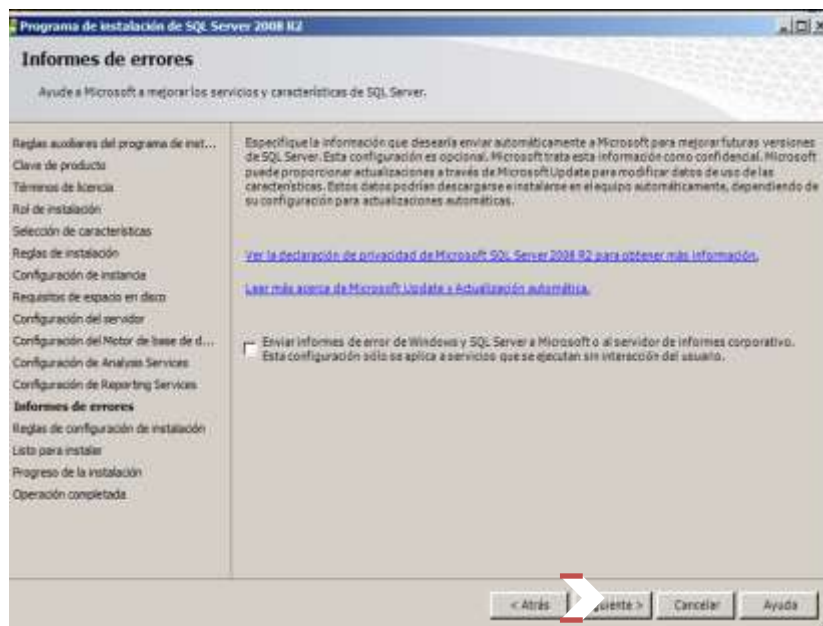 Programa de instalación de SQL Server 2008 R2
Informes de errores
Ayude a Microsoft a mejorar los servicios y características de SQL Server.
Reglas auxiliares del programa de inst...
Clave de producto
Términos de licencia
Rol de instalación
Selección de características
Reglas de instalación
Configuración de instancia
Requisitos de espacio en disco
Configuración del servidor
Configuración del Motor de base de d...
Configuración de Analysis Services
Configuración de Reporting Services
Informes de errores
Reglas de configuración de instalación
Listo para instalar
Progreso de la instalación
Operación completada
Especifique la información que desearía enviar automáticamente a Microsoft para mejorar futuras versiones
de SQL Server. Esta configuración es opcional. Microsoft trata esta información como confidencial. Microsoft
puede proporcionar actualizaciones a través de Microsoft Update para modificar datos de uso de las
características. Estos datos podrían descargarse e instalarse en el equipo automáticamente, dependiendo de
su configuración para actualizaciones automáticas.
Ver la declaración de privacidad de Microsoft SQL Server 2008 R2 para obtener más información.
Leer más acerca de Microsoft Update y Actualización automática.
Enviar informes de error de Windows y SQL Server a Microsoft o al servidor de informes corporativo.
Esta configuración sólo se aplica a servicios que se ejecutan sin interacción del usuario.
< Atrás
Cancelar
Ayuda